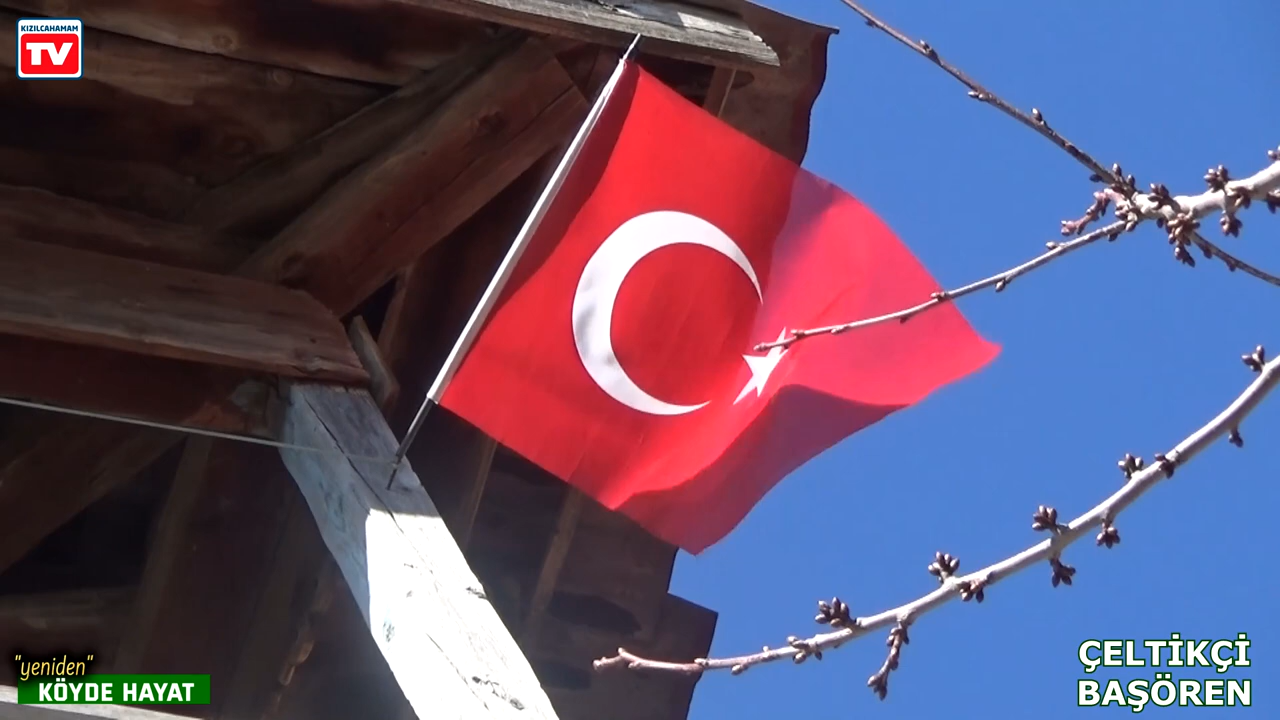 KIZILCAHAMAM
TV
"yeniden"
KÖYDE HAYAT
ÇELTİKÇİ
BAŞÖREN